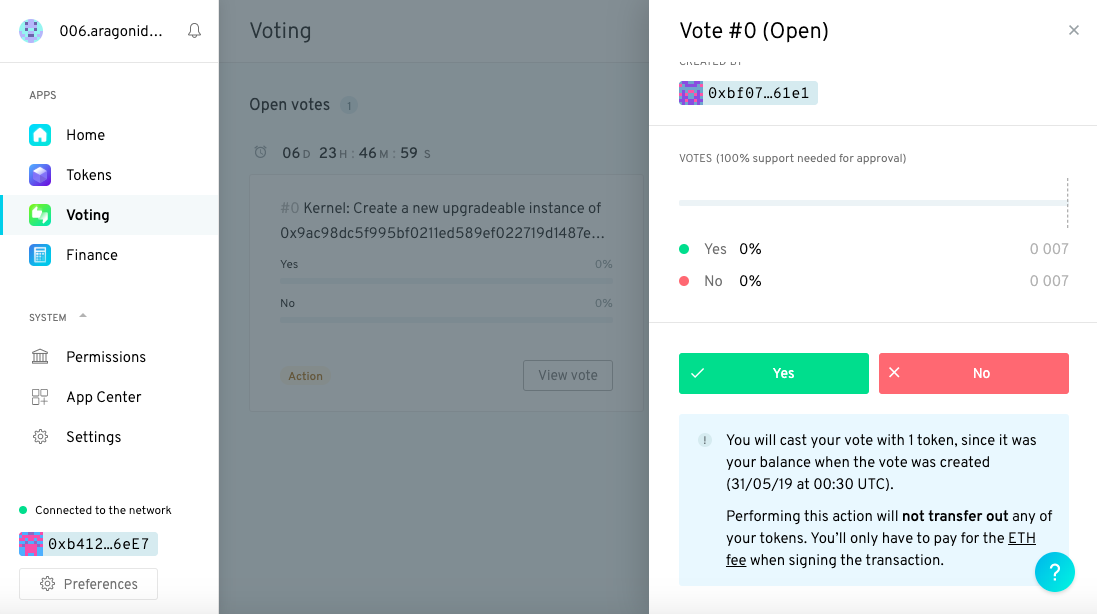 006.aragonid...
APPS
Home
Tokens
Voting
Finance
SYSTEM
Permissions
App Center
Settings
Connected to the network
0xb412…6eE7
Preferences
Voting
Open votes 1
06 D 23 H : 46 M : 59 S
#0 Kernel: Create a new upgradeable instance of
0x9ac98dc5f995bf0211ed589ef022719d1487e...
Yes 0%
No 0%
Action
View vote
Vote #0 (Open)
CREATED BY
0xbf07…61e1
VOTES (100% support needed for approval)
Yes 0% 0 007
No 0% 0 007
Yes
No
You will cast your vote with 1 token, since it was
your balance when the vote was created
(31/05/19 at 00:30 UTC).
Performing this action will not transfer out any of
your tokens. You’ll only have to pay for the ETH
fee when signing the transaction.
?